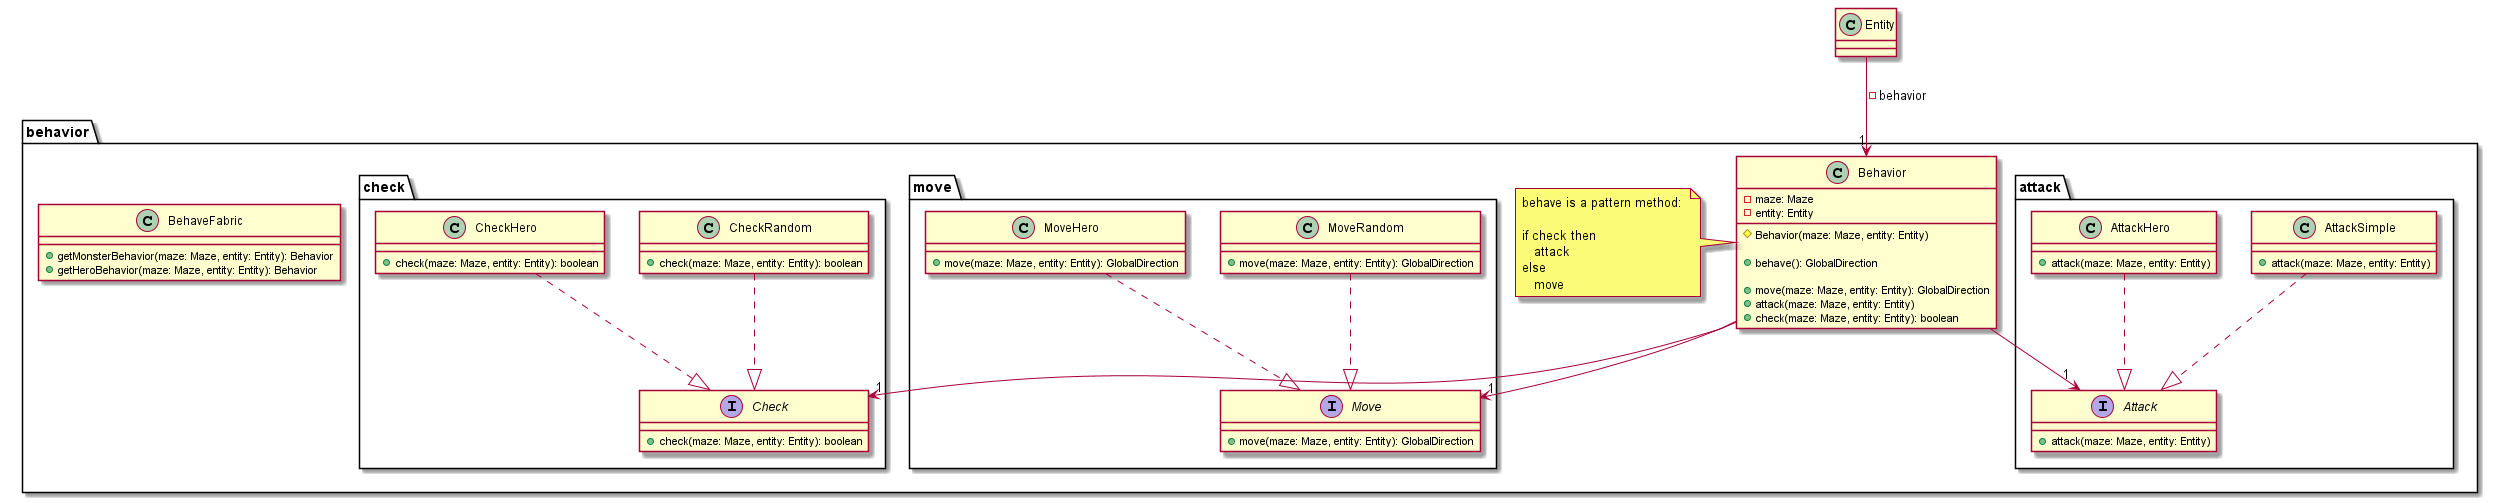 C Entity
behavior
1
behavior
C BehaveFabric
getMonsterBehavior(maze: Maze, entity: Entity): Behavior
getHeroBehavior(maze: Maze, entity: Entity): Behavior
check
C CheckHero
check(maze: Maze, entity: Entity): boolean
C CheckRandom
check(maze: Maze, entity: Entity): boolean
1
I Check
check(maze: Maze, entity: Entity): boolean
move
C MoveHero
move(maze: Maze, entity: Entity): GlobalDirection
C MoveRandom
move(maze: Maze, entity: Entity): GlobalDirection
1
I Move
move(maze: Maze, entity: Entity): GlobalDirection
behave is a pattern method:
if check then
attack
else
move
C Behavior
maze: Maze
entity: Entity
Behavior(maze: Maze, entity: Entity)
behave(): GlobalDirection
move(maze: Maze, entity: Entity): GlobalDirection
attack(maze: Maze, entity: Entity)
check(maze: Maze, entity: Entity): boolean
attack
C AttackHero
attack(maze: Maze, entity: Entity)
C AttackSimple
attack(maze: Maze, entity: Entity)
1
I Attack
attack(maze: Maze, entity: Entity)